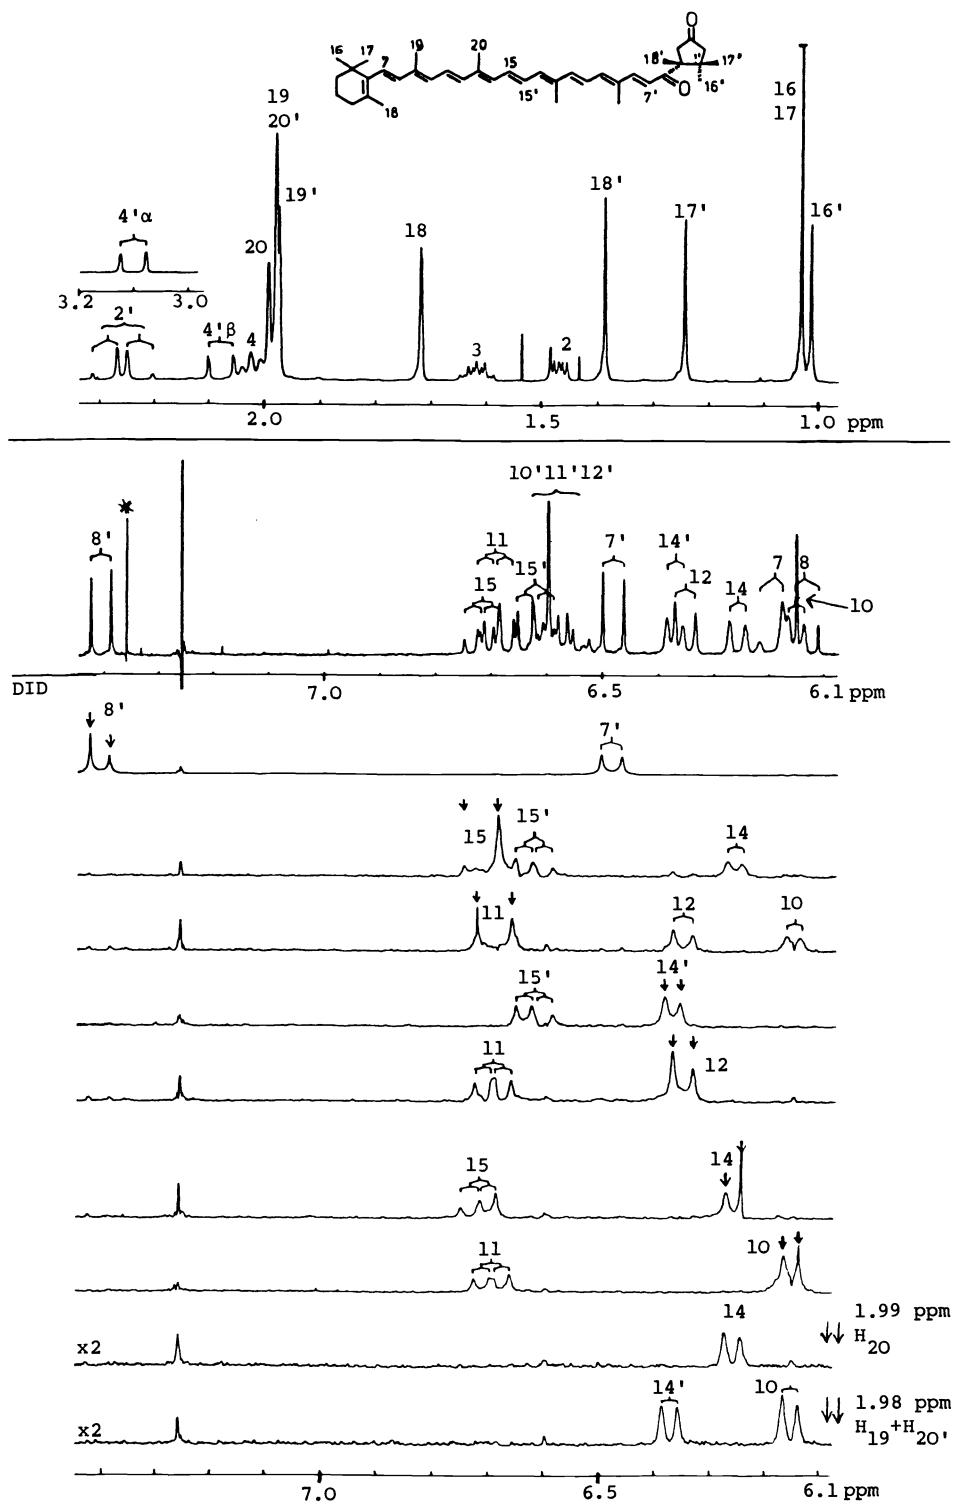 O
16 17 7 19 20 15 18' 1' 17'
15' 7' O 16'
18
19
20'
16
17
19'
18'
17'
16'
4'α
18
20
3.2 3.0
2'
4'β
4
3
2
2.0 1.5 1.0 ppm
10'11'12'
*
8'
11
15'
7'
14'
7 8
15
12
14
10
DID
7.0 6.5 6.1 ppm
8'
7'
15 15' 14
11 12 10
15' 14'
11 12
15 14
11 10
14 1.99 ppm
x2 H20
14' 10 1.98 ppm
x2 H19+H20'
7.0 6.5 6.1 ppm